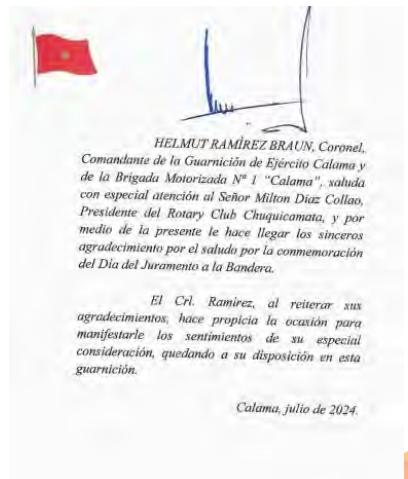 HELMUT RAMÍREZ BRAUN, Coronel,
Comandante de la Guarnición de Ejército Calama y
de la Brigada Motorizada Nº 1 "Calama", saluda
con especial atención al Señor Milton Díaz Collao,
Presidente del Rotary Club Chuquicamata, y por
medio de la presente le hace llegar los sinceros
agradecimiento por el saludo por la conmemoración
del Día del Juramento a la Bandera.
El Crl. Ramírez, al reiterar sus
agradecimientos, hace propicia la ocasión para
manifestarle los sentimientos de su especial
consideración, quedando a su disposición en esta
guarnición.
Calama, julio de 2024.